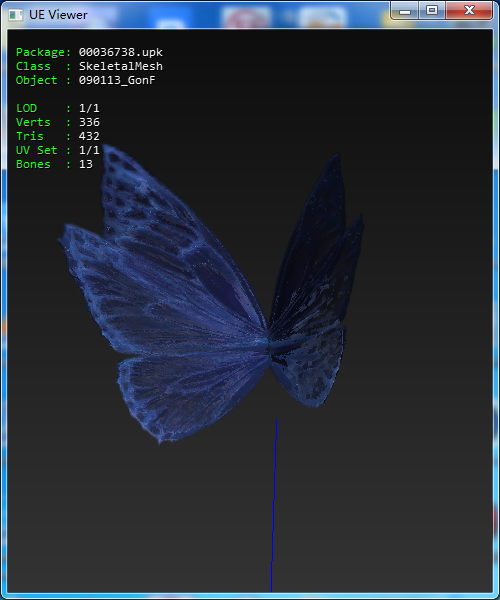 UE Viewer
Package: 00036738.upk
Class  : SkeletalMesh
Object : 090113_GonF
LOD    : 1/1
Verts  : 336
Tris   : 432
UV Set : 1/1
Bones  : 13